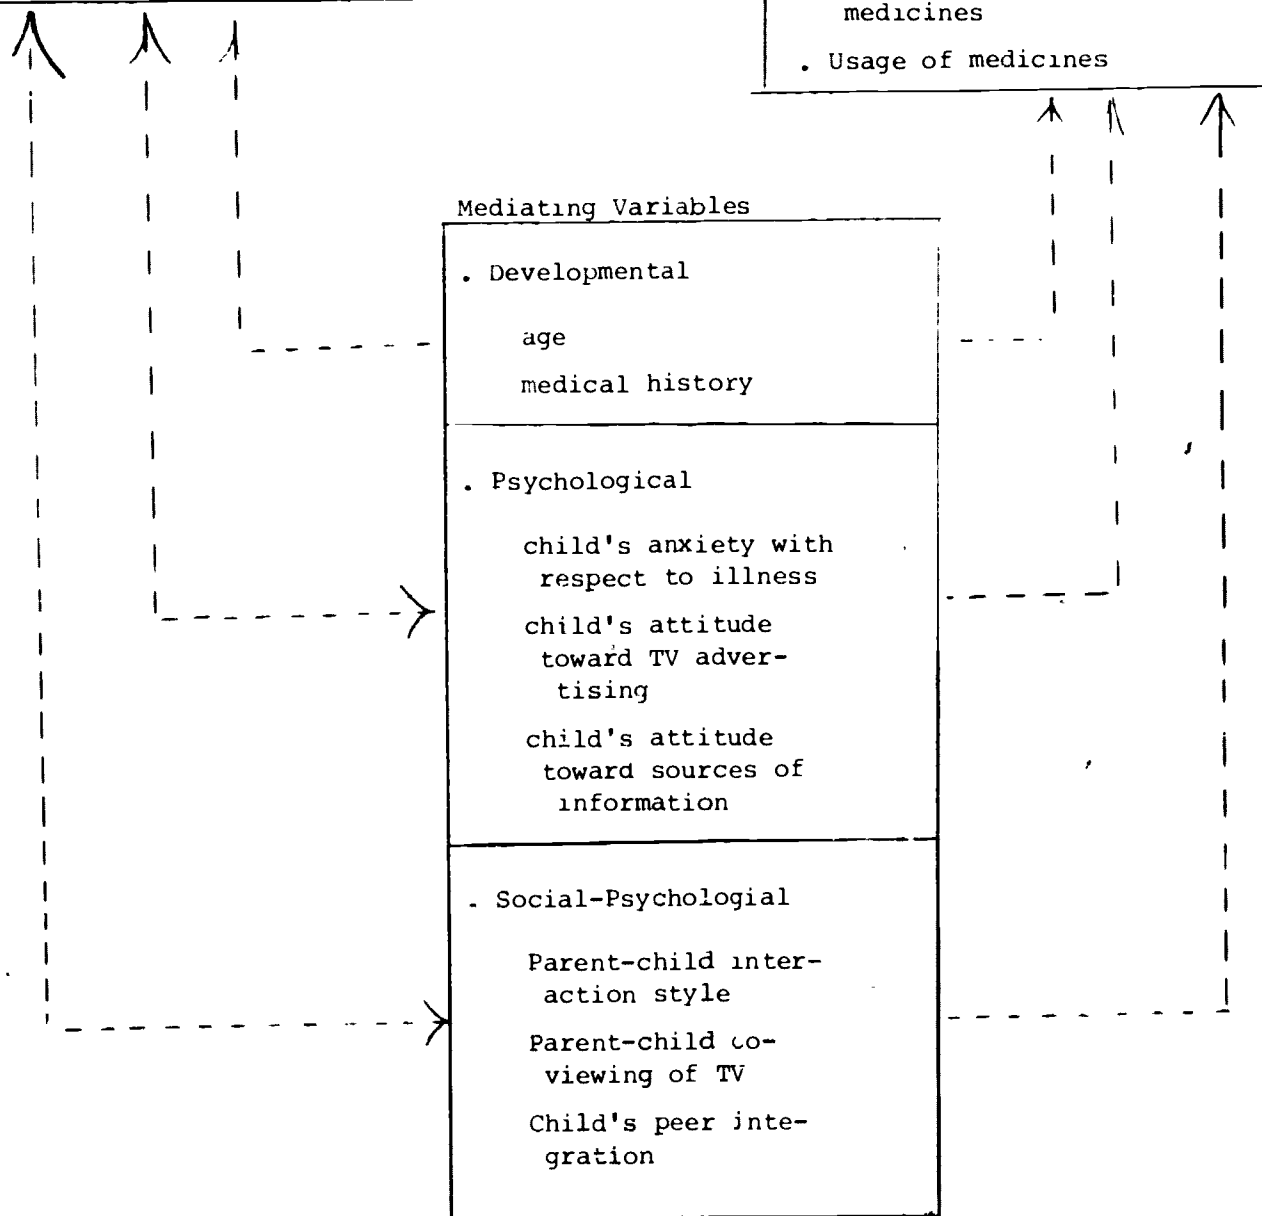 medicines
. Usage of medicines
Mediating Variables
. Developmental
age
medical history
. Psychological
child's anxiety with
respect to illness
child's attitude
toward TV adver-
tising
child's attitude
toward sources of
information
. Social-Psychologial
Parent-child inter-
action style
Parent-child co-
viewing of TV
Child's peer inte-
gration